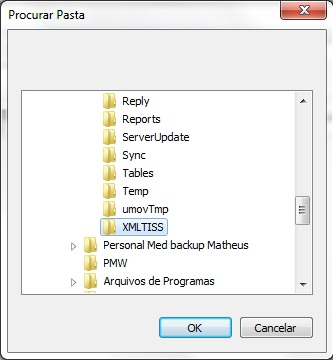 Procurar Pasta
Reply
Reports
ServerUpdate
Sync
Tables
Temp
umovTmp
XMLTISS
Personal Med backup Matheus
PMW
Arquivos de Programas
OK
Cancelar